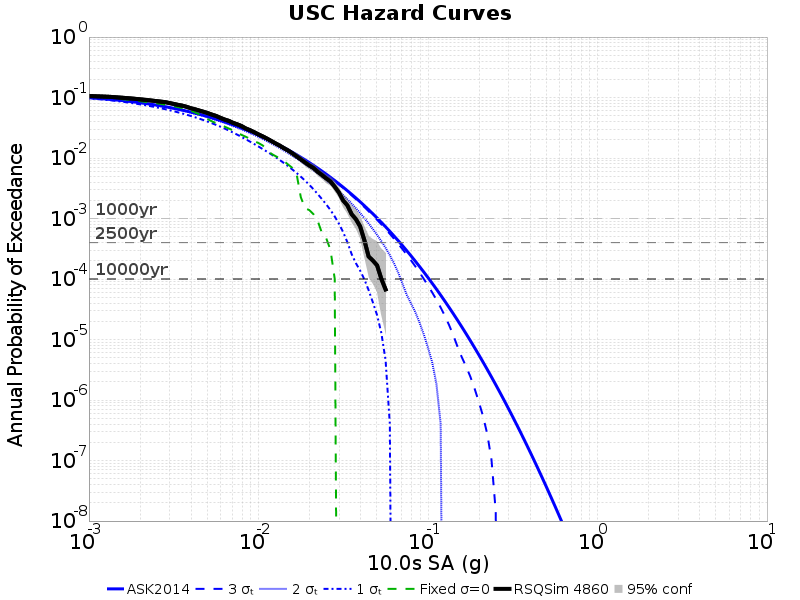 USC Hazard Curves
Annual Probability of Exceedance
10^0
10^-1
10^-2
10^-3
10^-4
10^-5
10^-6
10^-7
10^-8
1000yr
2500yr
10000yr
10^-3 10^-2 10^-1 10^0 10^1
10.0s SA (g)
ASK2014 3 σₜ 2 σₜ 1 σₜ Fixed σ=0 RSQSim 4860 95% conf